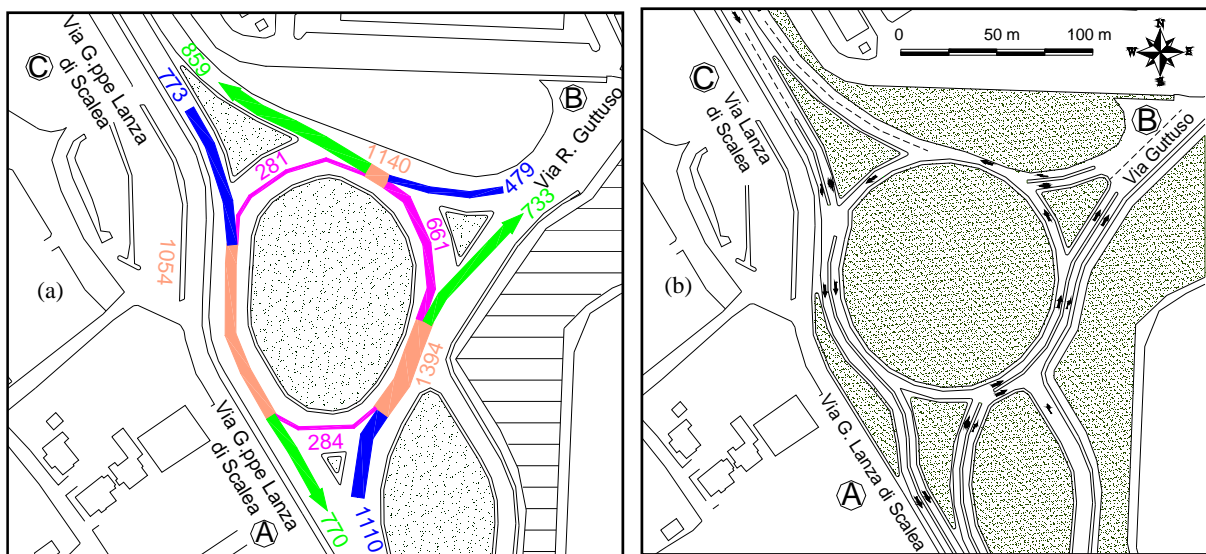 (a)
C
Via G.ppe Lanza
di Scalea
773
859
281
1140
479
B
Via R. Guttuso
733
661
1054
1394
284
Via G.ppe Lanza
di Scalea
A
770
1110
(b)
0 50 m 100 m
N
W
E
C
Via Lanza
di Scalea
B
Via Guttuso
Via G. Lanza di Scalea
A